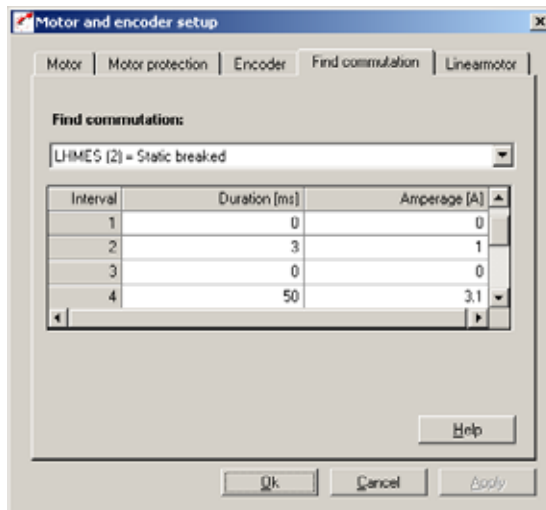 Motor and encoder setup
Motor Motor protection Encoder Find commutation Linearmotor
Find commutation:
LHMES (2) = Static breaked
Interval Duration [ms] Amperage [A]
1 0 0
2 3 1
3 0 0
4 50 3.1
Help
Ok Cancel Apply